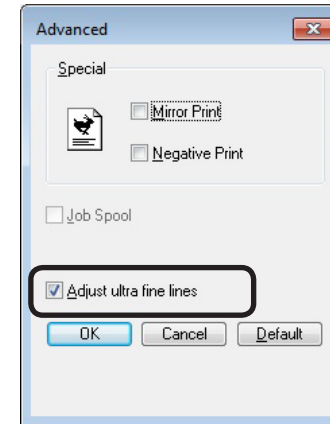 Advanced
Special
Mirror Print
Negative Print
Job Spool
Adjust ultra fine lines
OK Cancel Default